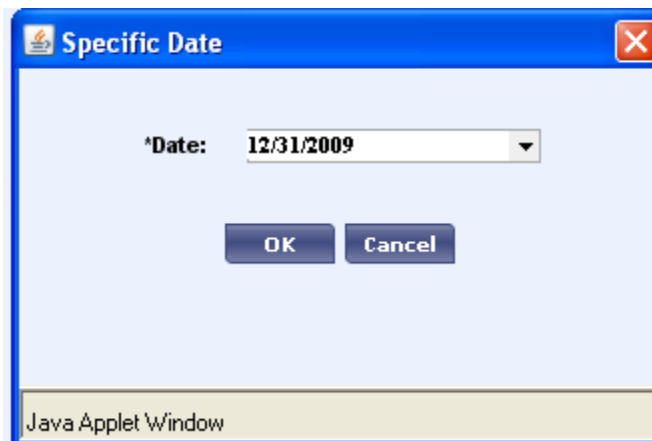 Specific Date
*Date: 12/31/2009
OK Cancel
Java Applet Window